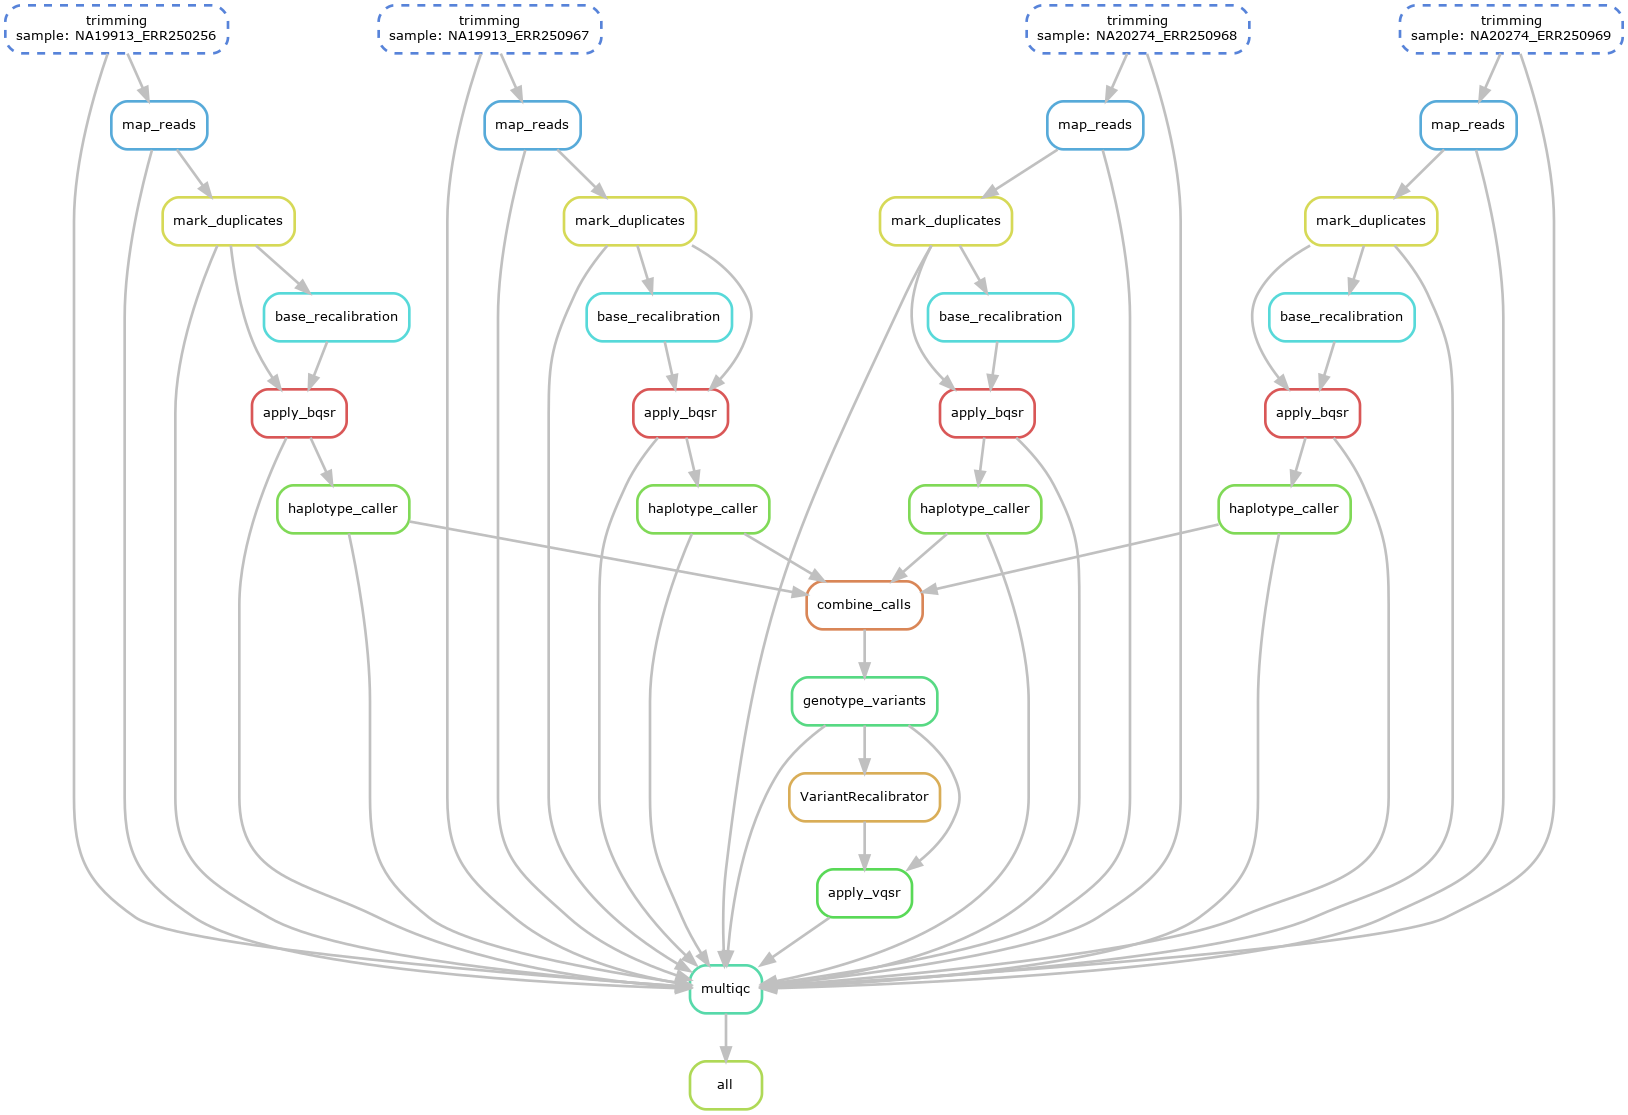 trimming
sample: NA19913_ERR250256
trimming
sample: NA19913_ERR250967
trimming
sample: NA20274_ERR250968
trimming
sample: NA20274_ERR250969
map_reads
map_reads
map_reads
map_reads
mark_duplicates
mark_duplicates
mark_duplicates
mark_duplicates
base_recalibration
base_recalibration
base_recalibration
base_recalibration
apply_bqsr
apply_bqsr
apply_bqsr
apply_bqsr
haplotype_caller
haplotype_caller
haplotype_caller
haplotype_caller
combine_calls
genotype_variants
VariantRecalibrator
apply_vqsr
multiqc
all